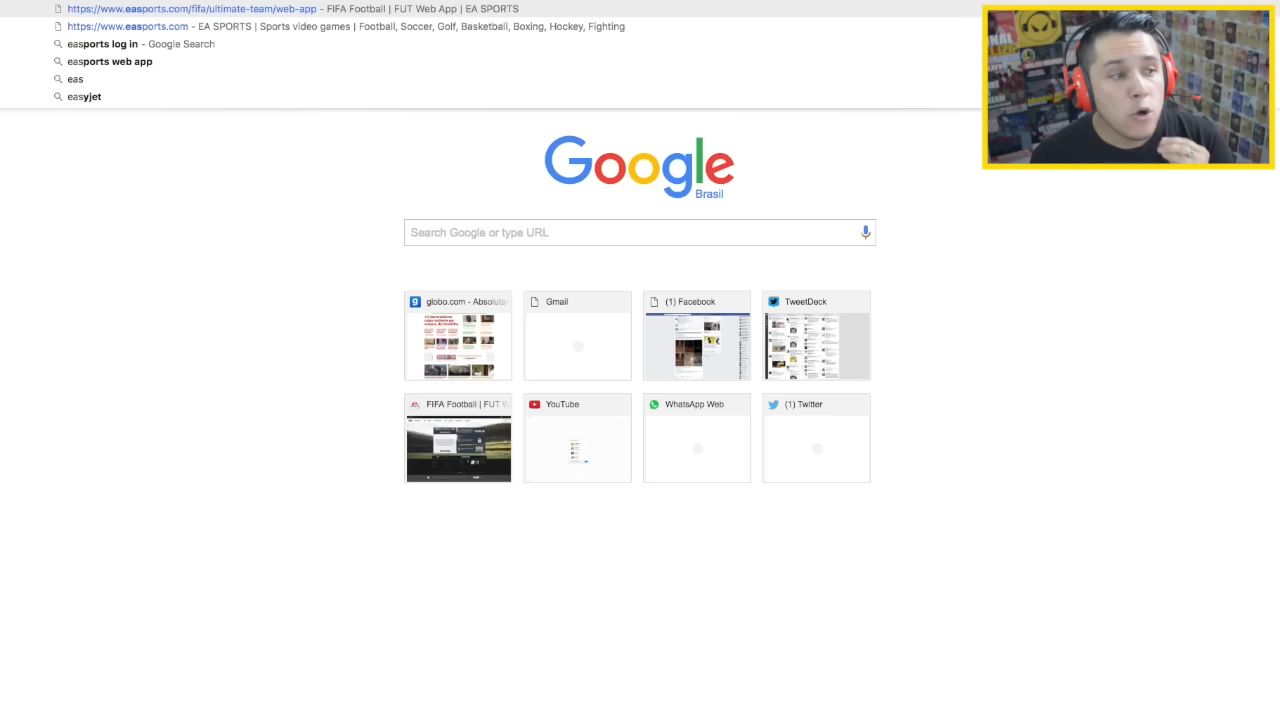 https://www.easports.com/fifa/ultimate-team/web-app - FIFA Football | FUT Web App | EA SPORTS
https://www.easports.com - EA SPORTS | Sports video games | Football, Soccer, Golf, Basketball, Boxing, Hockey, Fighting
easports log in - Google Search
easports web app
eas
easyjet
Google
Brasil
Search Google or type URL
globo.com - Absoluta
Gmail
(1) Facebook
TweetDeck
FIFA Football | FUT W
YouTube
WhatsApp Web
(1) Twitter